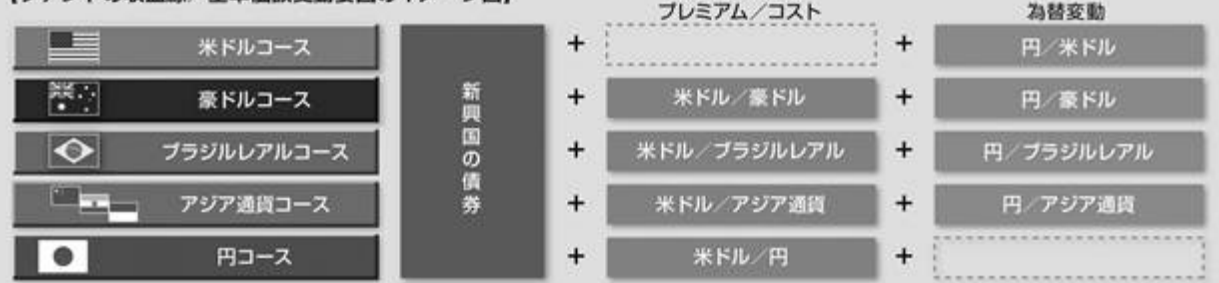 プレミアム／コスト
為替変動
米ドルコース
+
+
円／米ドル
豪ドルコース
+
米ドル／豪ドル
+
円／豪ドル
ブラジルレアルコース
+
米ドル／ブラジルレアル
+
円／ブラジルレアル
アジア通貨コース
+
米ドル／アジア通貨
+
円／アジア通貨
円コース
+
米ドル／円
+
新興国の債券